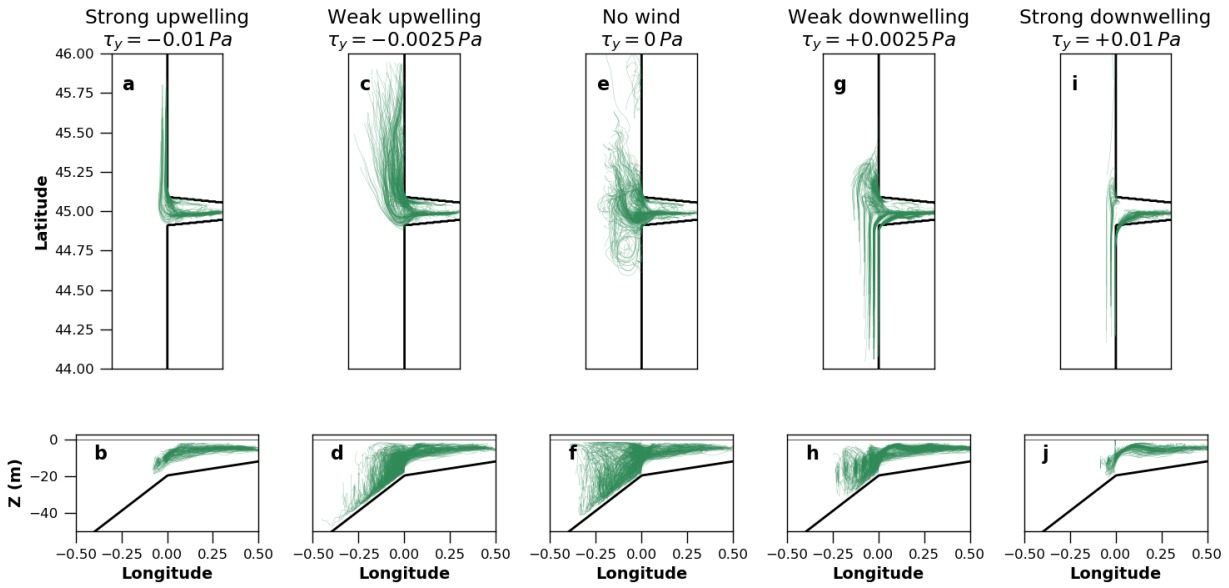 Strong upwelling
τy = −0.01 Pa
Weak upwelling
τy = −0.0025 Pa
No wind
τy = 0 Pa
Weak downwelling
τy = +0.0025 Pa
Strong downwelling
τy = +0.01 Pa
46.00
45.75
45.50
45.25
45.00
44.75
44.50
44.25
44.00
Latitude
a
c
e
g
i
0
−20
−40
Z (m)
b
d
f
h
j
−0.50 −0.25 0.00 0.25 0.50
Longitude
−0.50 −0.25 0.00 0.25 0.50
Longitude
−0.50 −0.25 0.00 0.25 0.50
Longitude
−0.50 −0.25 0.00 0.25 0.50
Longitude
−0.50 −0.25 0.00 0.25 0.50
Longitude